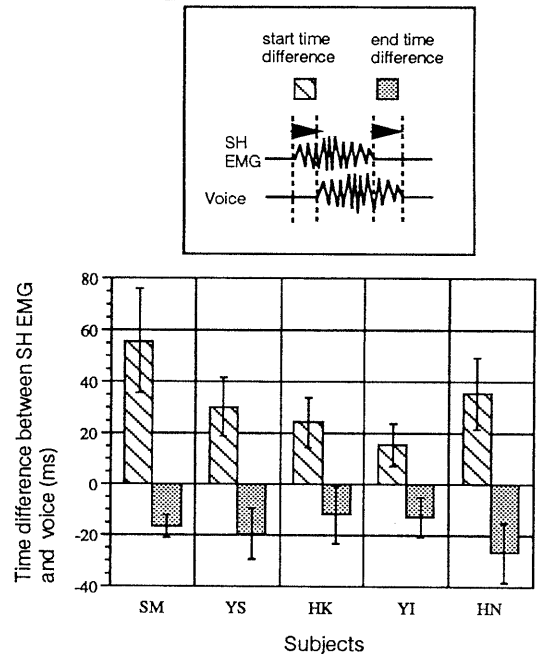 start time
difference
end time
difference
SH
EMG
Voice
Time difference between SH EMG
and voice (ms)
80
60
40
20
0
-20
-40
SM YS HK YI HN
Subjects